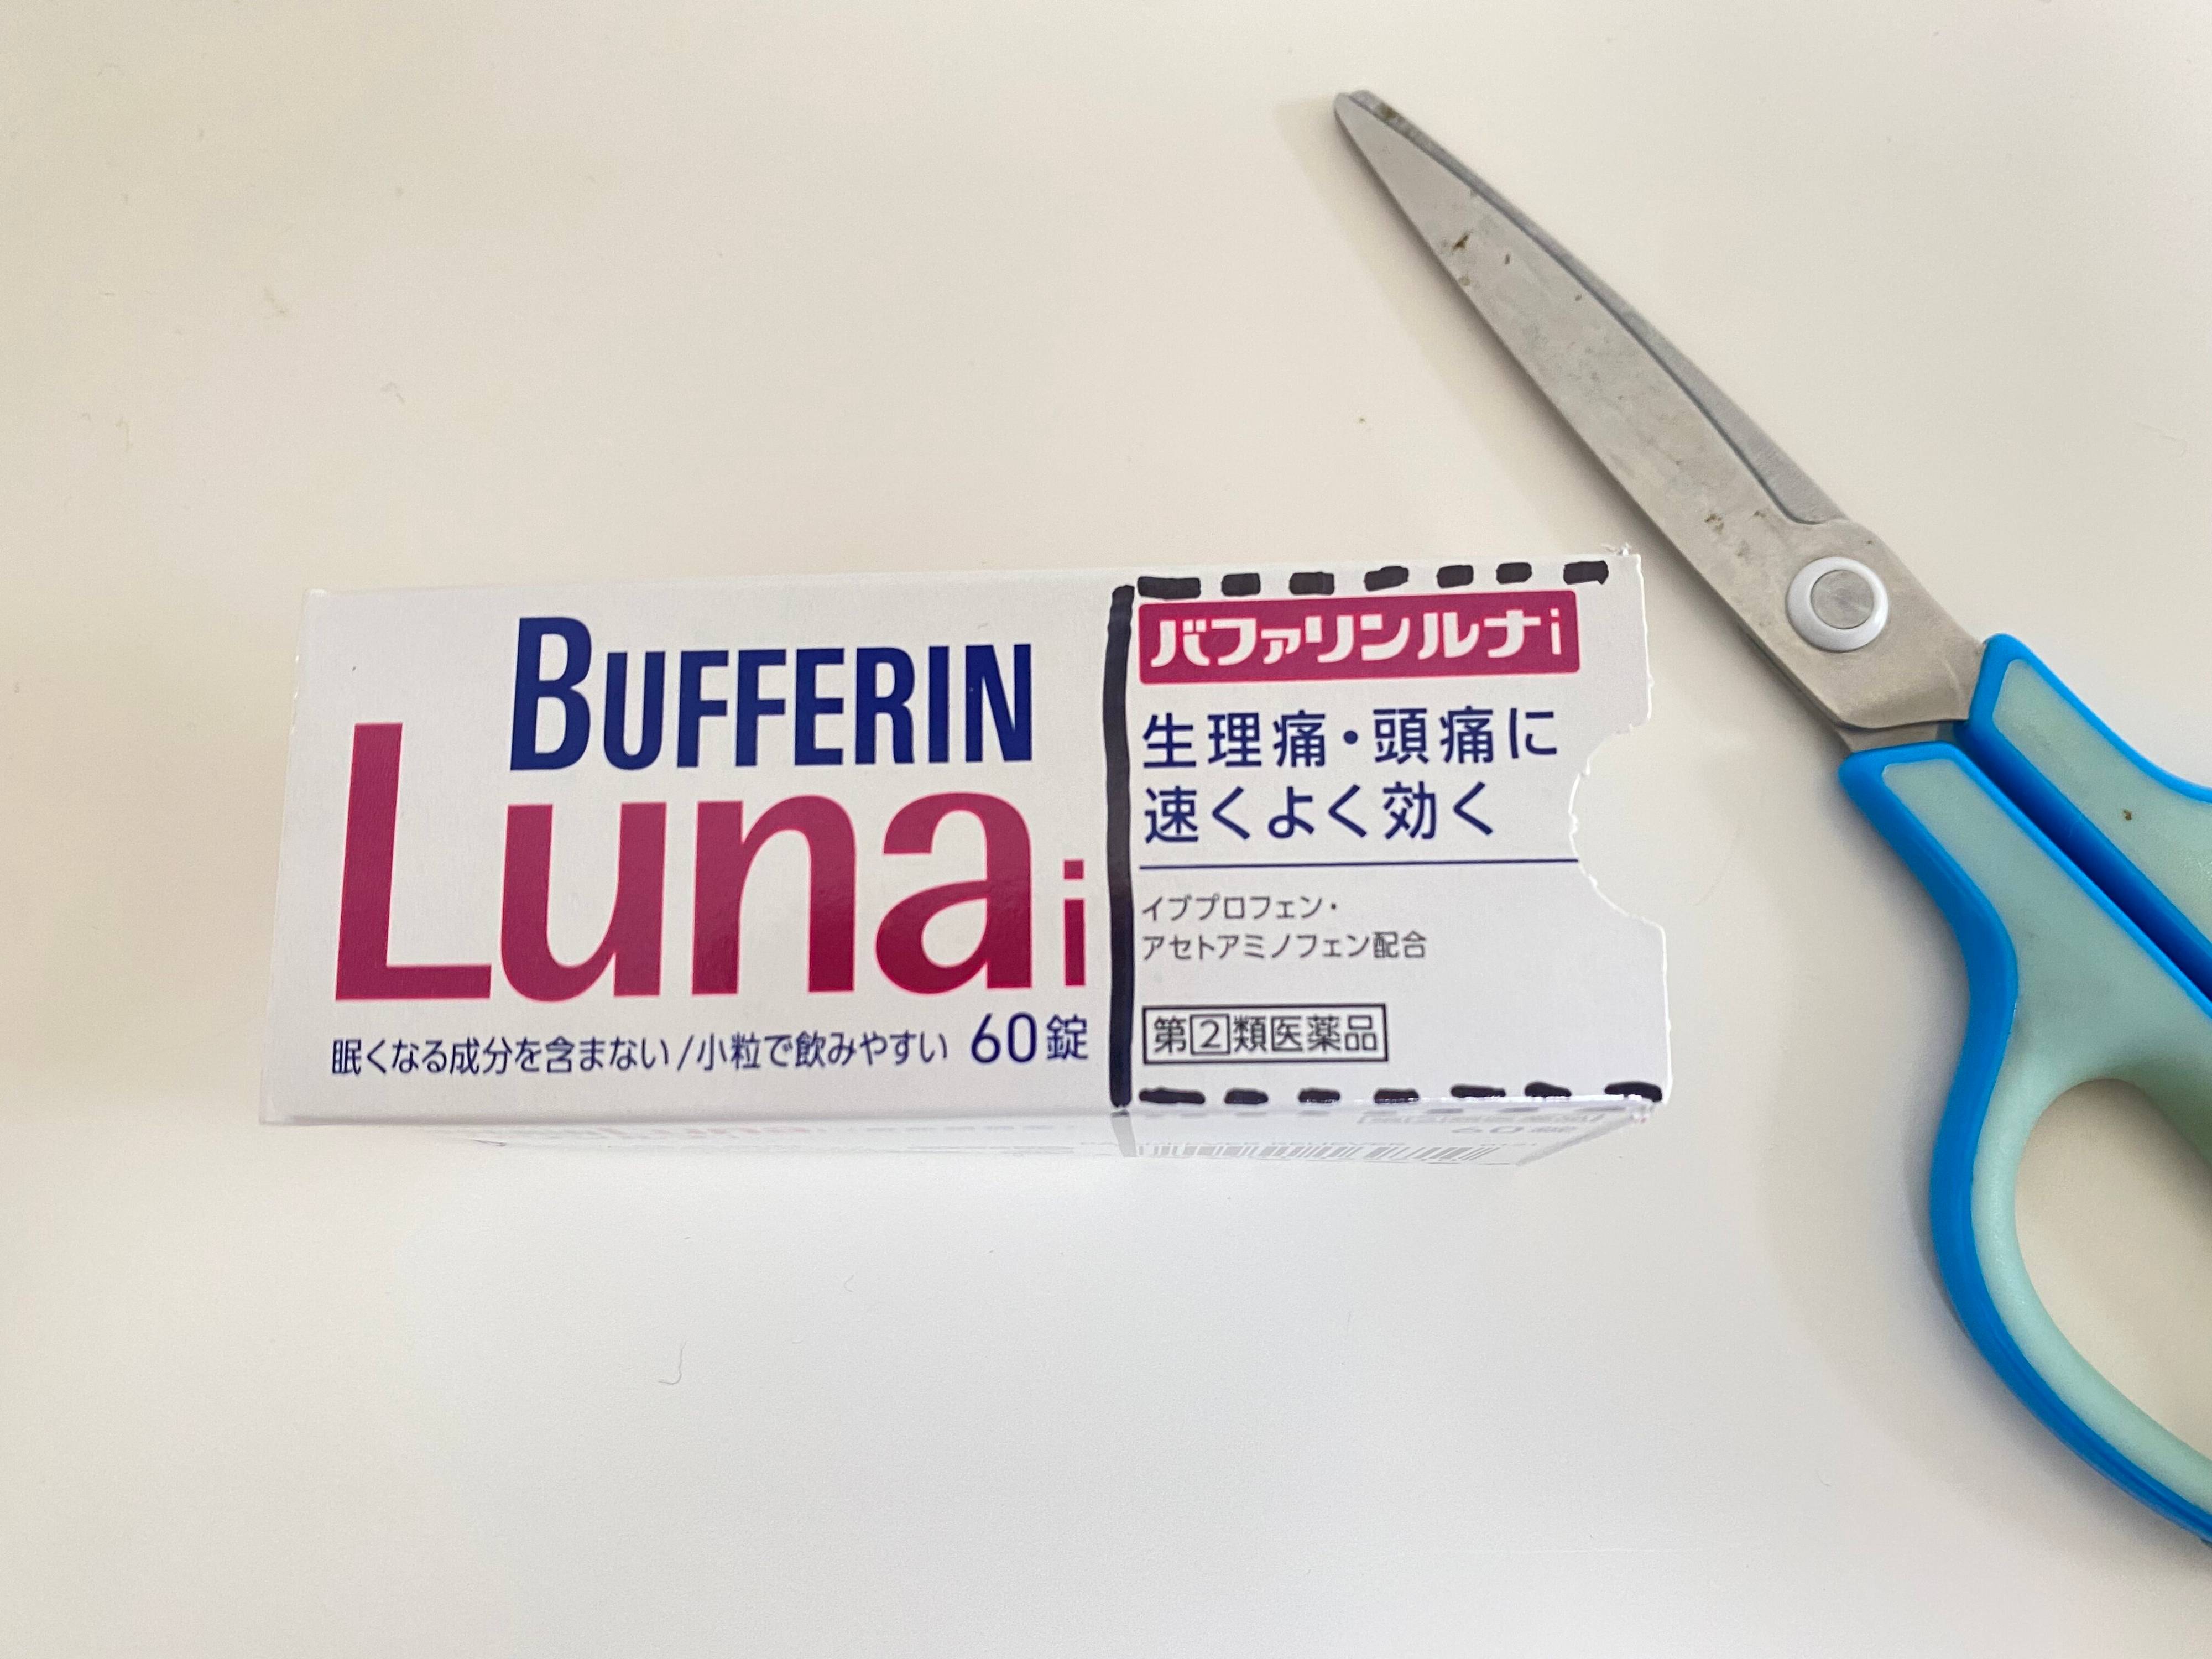 BUFFERIN
Luna i
眠くなる成分を含まない/小粒で飲みやすい 60錠
バファリンルナi
生理痛・頭痛に
速くよく効く
イブプロフェン・
アセトアミノフェン配合
第②類医薬品